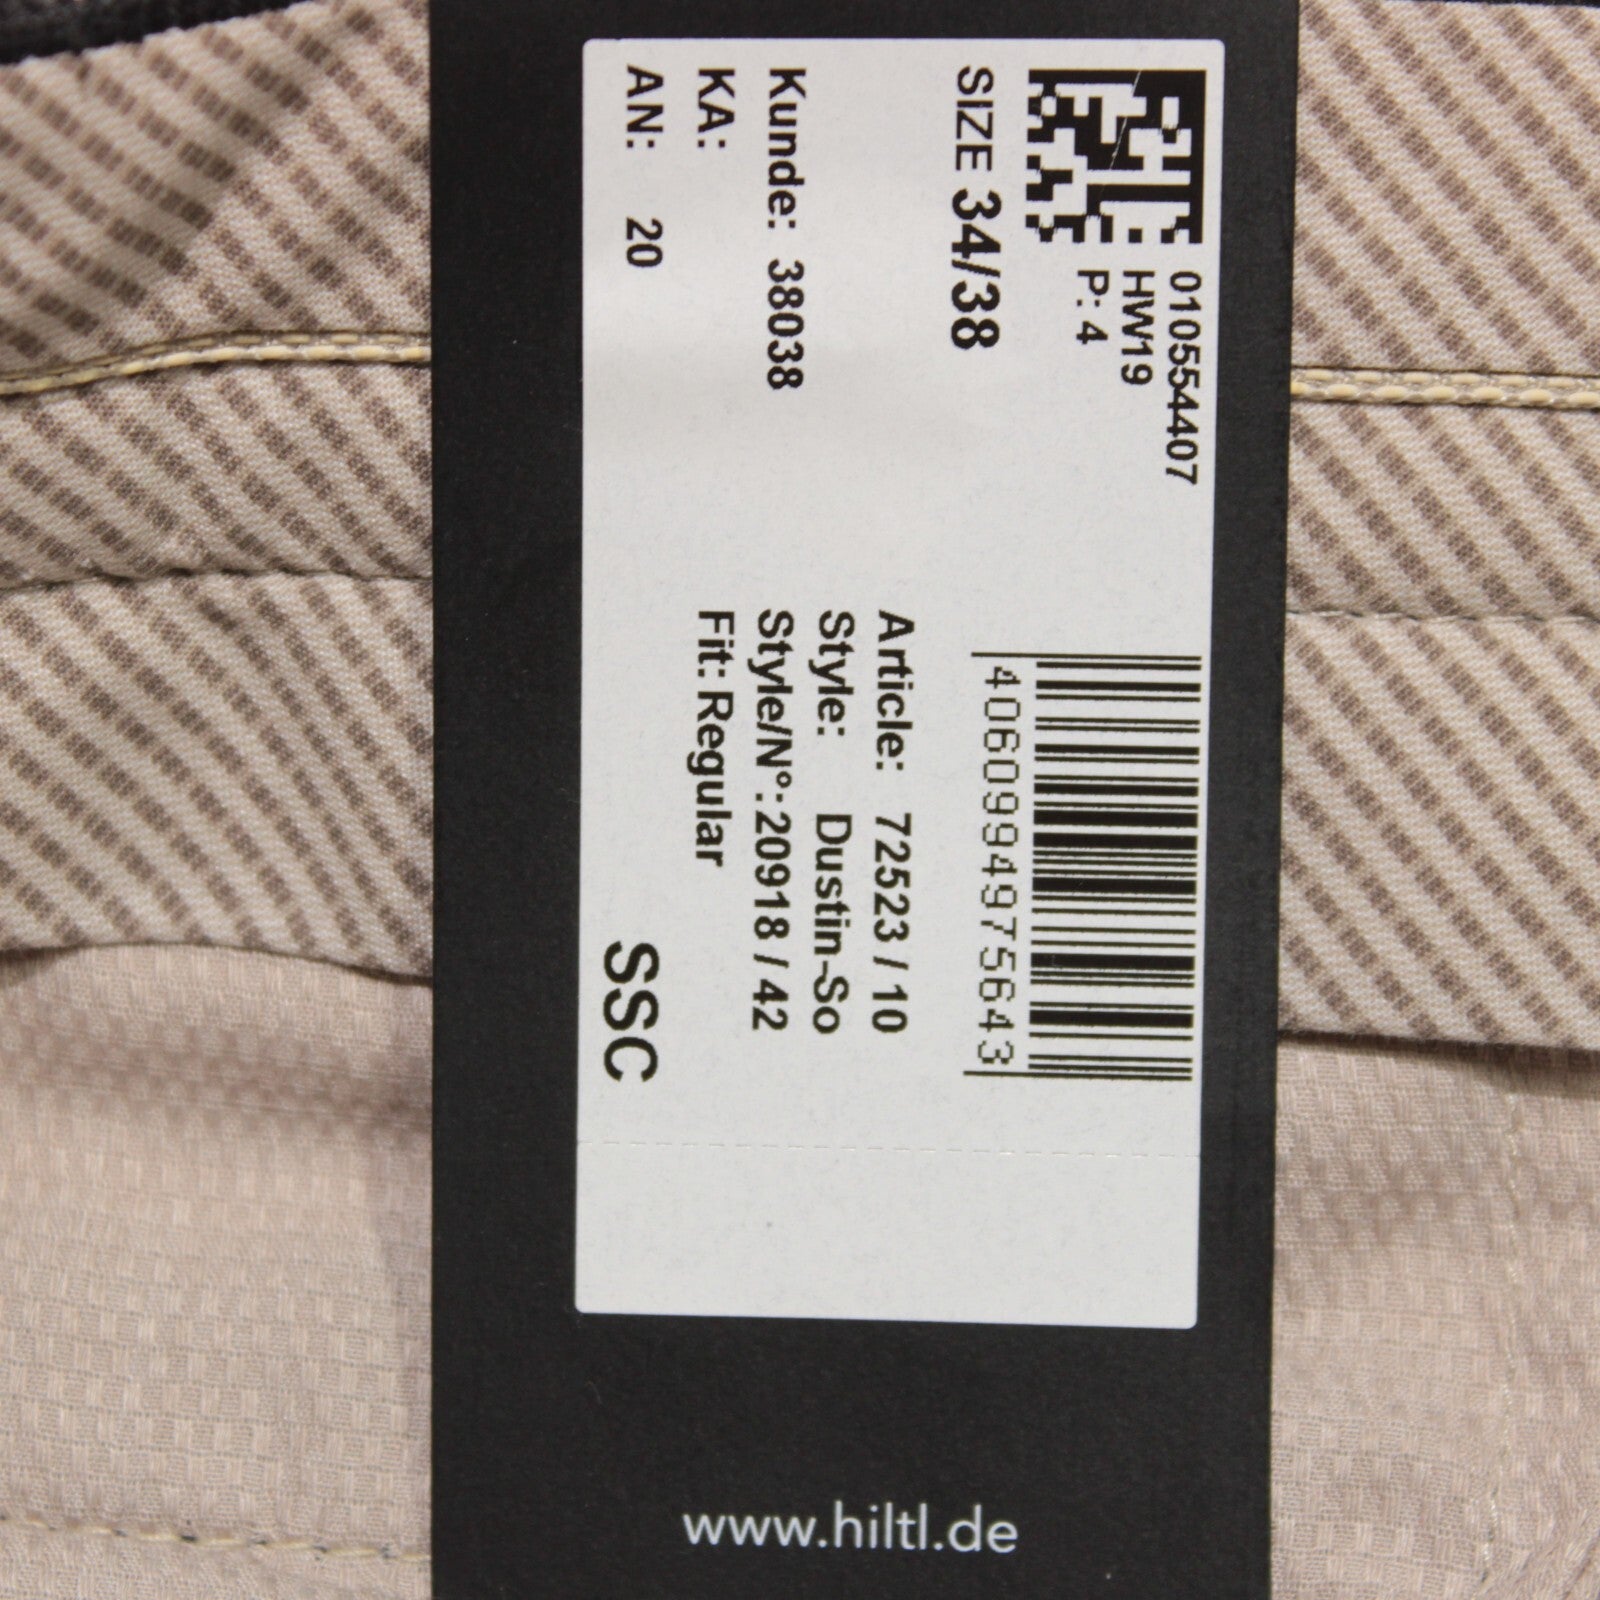 010554407
HW19
P: 4
SIZE 34/38
4060994975643
Article: 72523 / 10
Style: Dustin-So
Style/N°: 20918 / 42
Fit: Regular
Kunde: 38038
KA:
AN: 20
SSC
www.hiltl.de